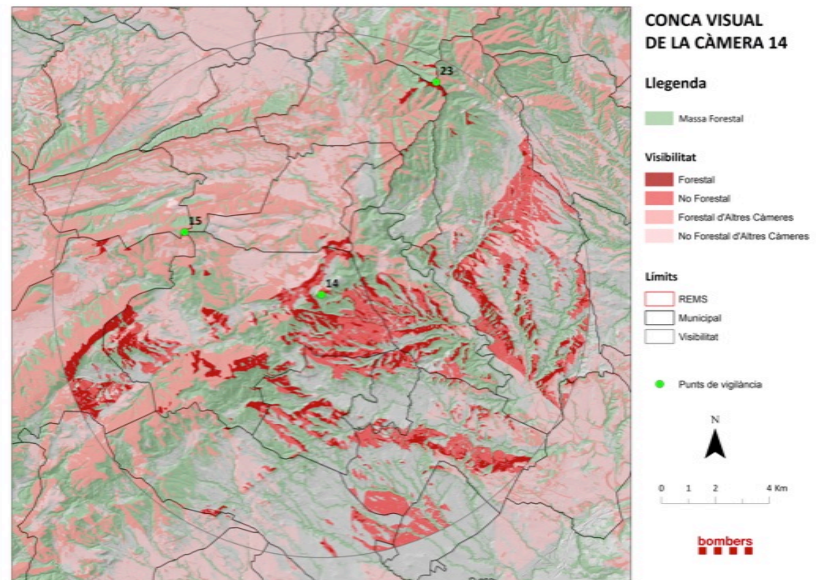 CONCA VISUAL
DE LA CÀMERA 14
Llegenda
Massa Forestal
Visibilitat
Forestal
No Forestal
Forestal d'Altres Càmeres
No Forestal d'Altres Càmeres
Límits
REMS
Municipal
Visibilitat
Punts de vigilància
N
0 2 4 Km
bombers
23
15
14